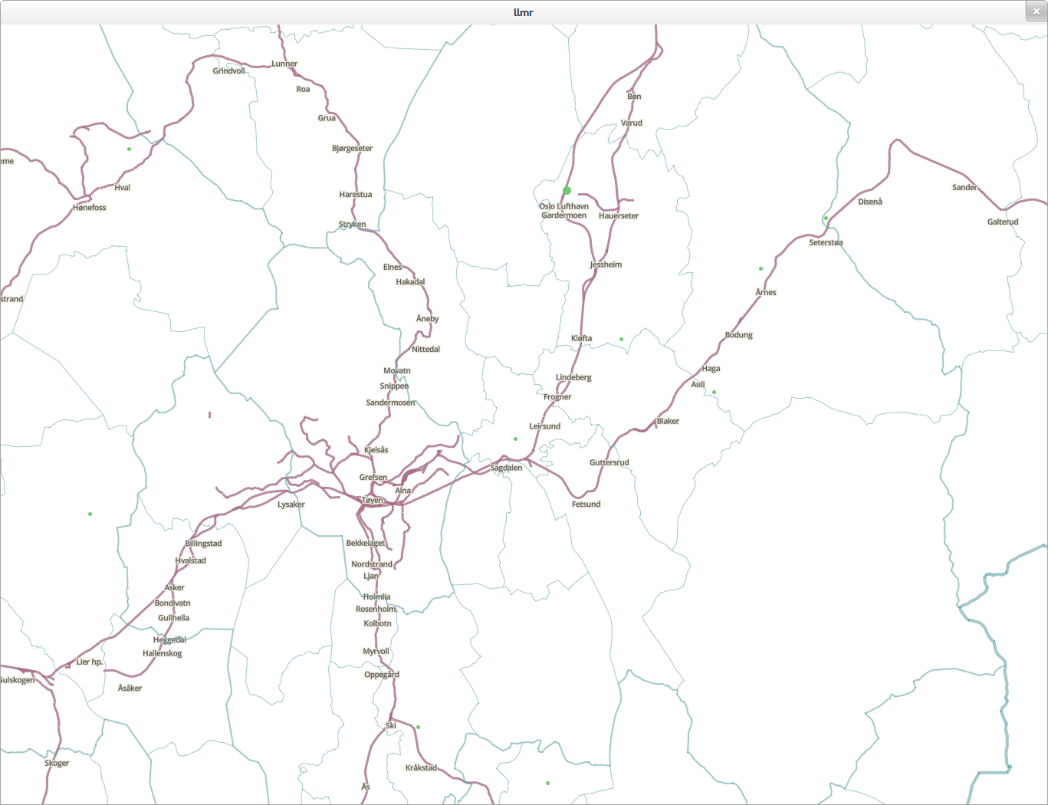 llmr
Lunner
Grindvoll
Roa
Bøn
Grua
Varud
Bjørgeseter
eme
Hval
Sander
Harestua
Disenå
Hønefoss
Oslo Lufthavn
Gardermoen
Hauerseter
Galterud
Stryken
Seterstøa
Elnes
Jessheim
Hakadal
Årnes
strand
Åneby
Bodung
Kløfta
Nittedal
Movatn
Haga
Lindeberg
Snippen
Auli
Frogner
Sandermosen
Blaker
Leirsund
Kjelsås
Guttersrud
Sagdalen
Grefsen
Alna
Tøyen
Lysaker
Fetsund
Billingstad
Bekkelaget
Hvalstad
Nordstrand
Ljan
Asker
Holmlia
Bondivatn
Rosenholm
Gullhella
Kolbotn
Heggedal
Hallenskog
Myrvoll
Lier hp.
Oppegård
Gulskogen
Åsåker
Ski
Skoger
Kråkstad
Ås